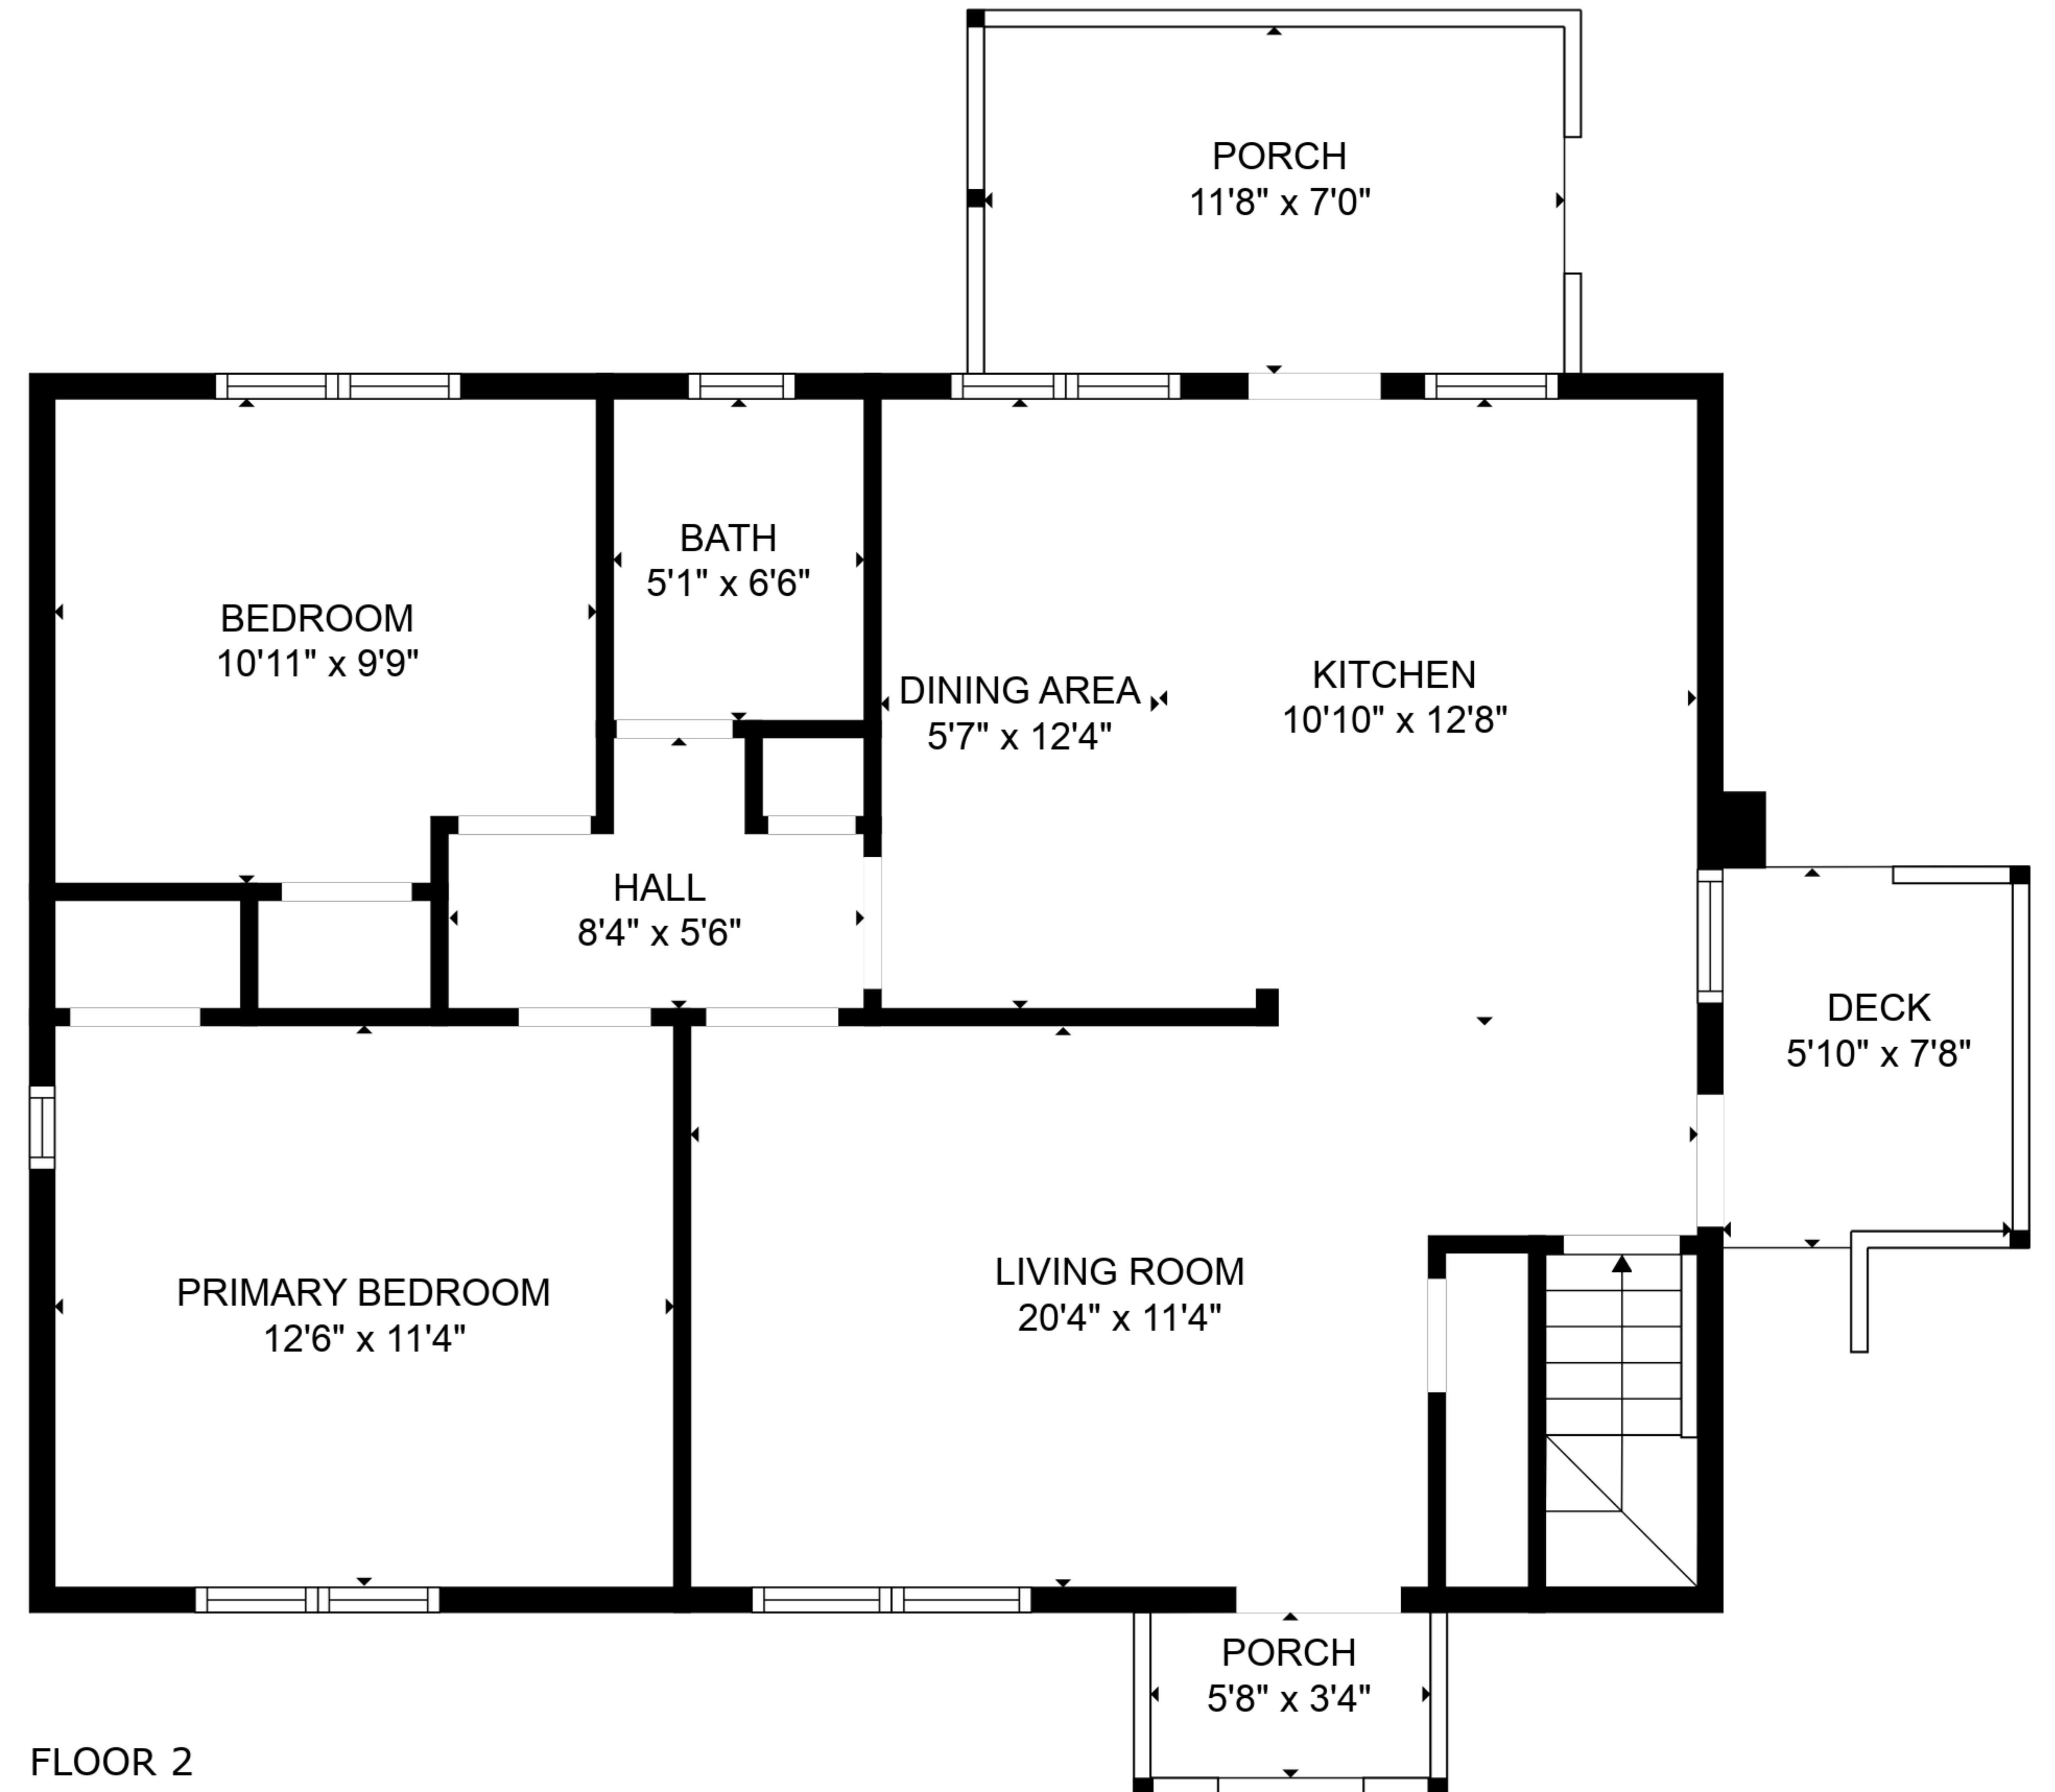 PORCH
11'8" x 7'0"
BATH
5'1" x 6'6"
BEDROOM
10'11" x 9'9"
DINING AREA
5'7" x 12'4"
KITCHEN
10'10" x 12'8"
HALL
8'4" x 5'6"
DECK
5'10" x 7'8"
PRIMARY BEDROOM
12'6" x 11'4"
LIVING ROOM
20'4" x 11'4"
PORCH
5'8" x 3'4"
FLOOR 2